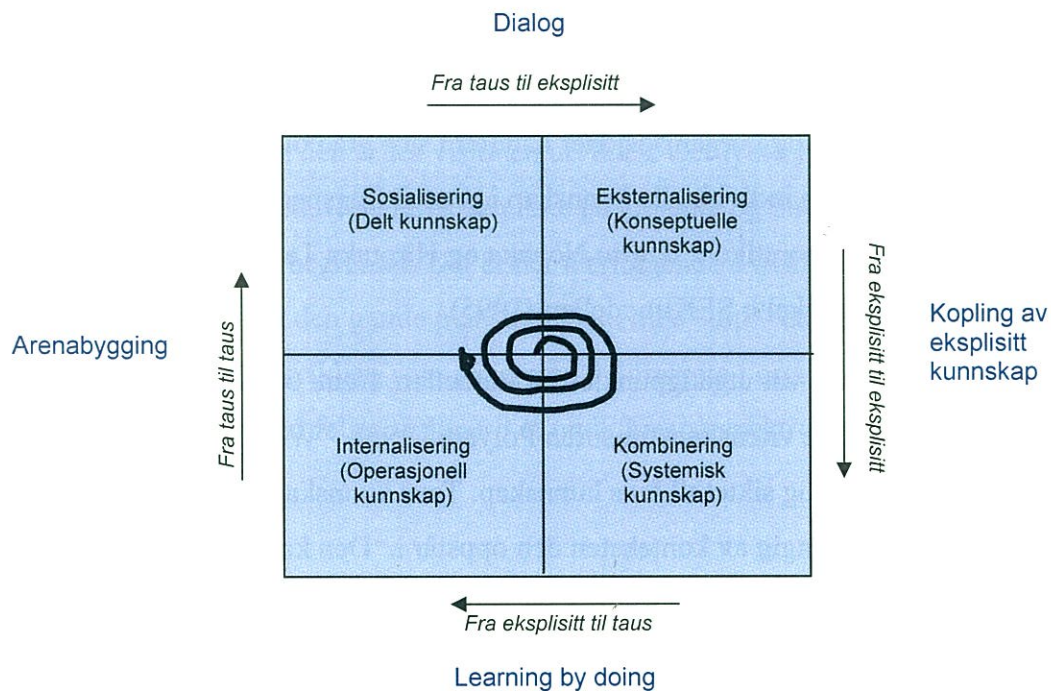 Dialog
Fra taus til eksplisitt
Sosialisering
(Delt kunnskap)
Eksternalisering
(Konseptuelle
kunnskap)
Arenabygging
Fra taus til taus
Fra eksplisitt til eksplisitt
Kopling av
eksplisitt
kunnskap
Internalisering
(Operasjonell
kunnskap)
Kombinering
(Systemisk
kunnskap)
Fra eksplisitt til taus
Learning by doing